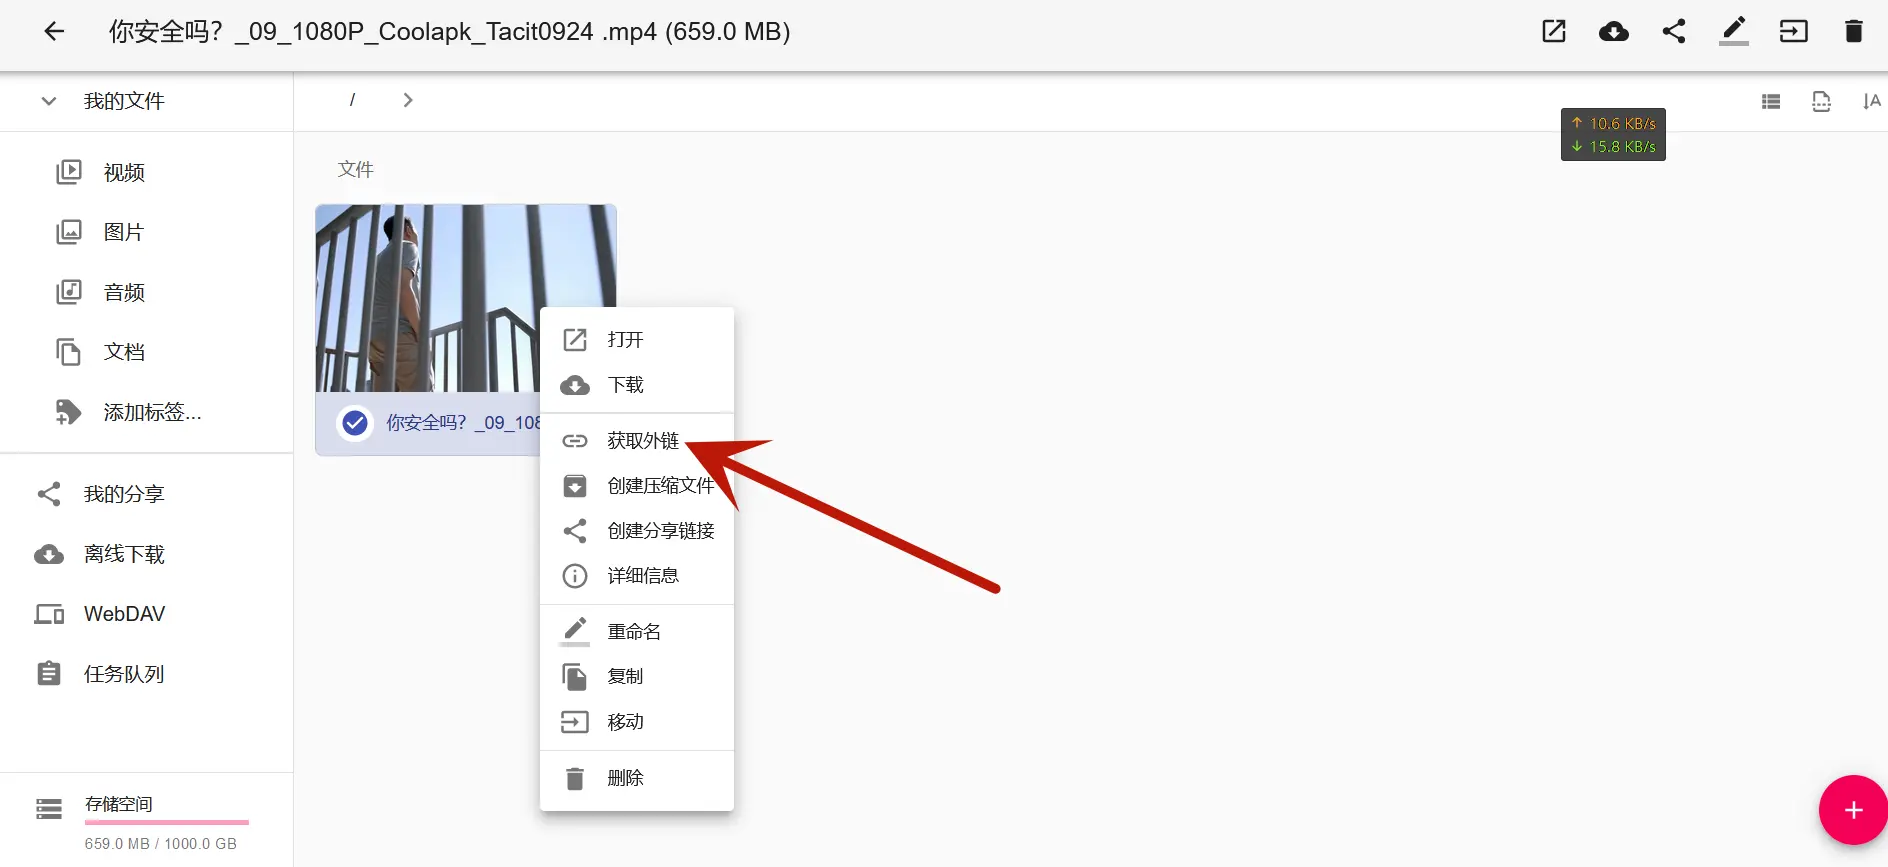 你安全吗？_09_1080P_Coolapk_Tacit0924 .mp4 (659.0 MB)
我的文件
/
A
10.6 KB/s
15.8 KB/s
视频
图片
音频
文档
添加标签...
我的分享
离线下载
WebDAV
任务队列
存储空间
659.0 MB / 1000.0 GB
文件
你安全吗？_09_108
打开
下载
获取外链
创建压缩文件
创建分享链接
详细信息
重命名
复制
移动
删除